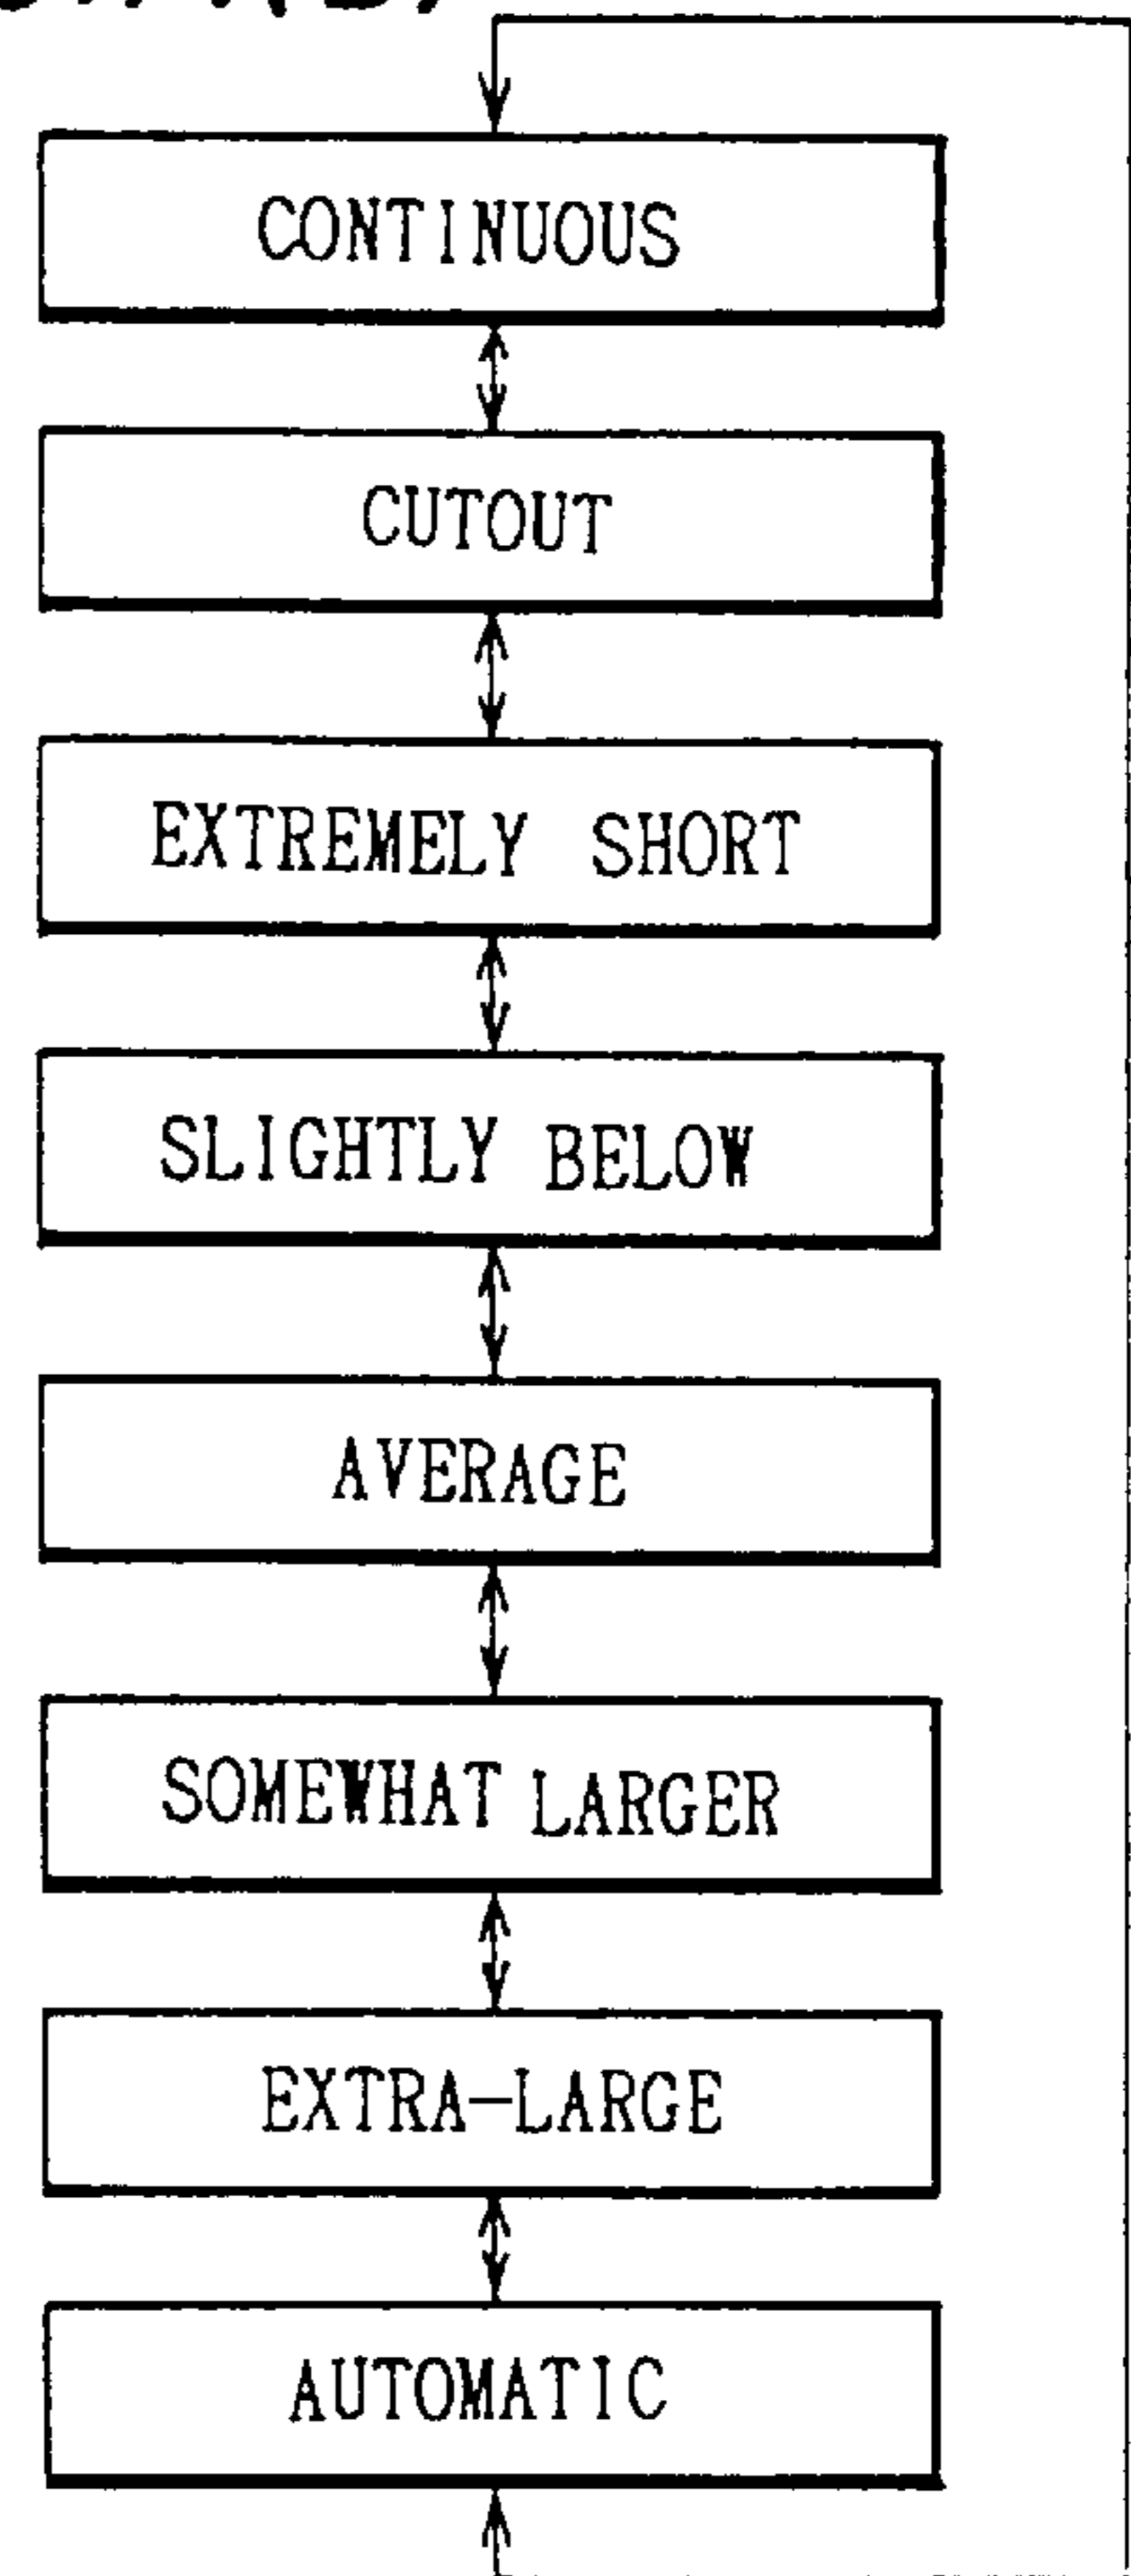 CONTINUOUS
CUTOUT
EXTREMELY SHORT
SLIGHTLY BELOW
AVERAGE
SOMEWHAT LARGER
EXTRA-LARGE
AUTOMATIC